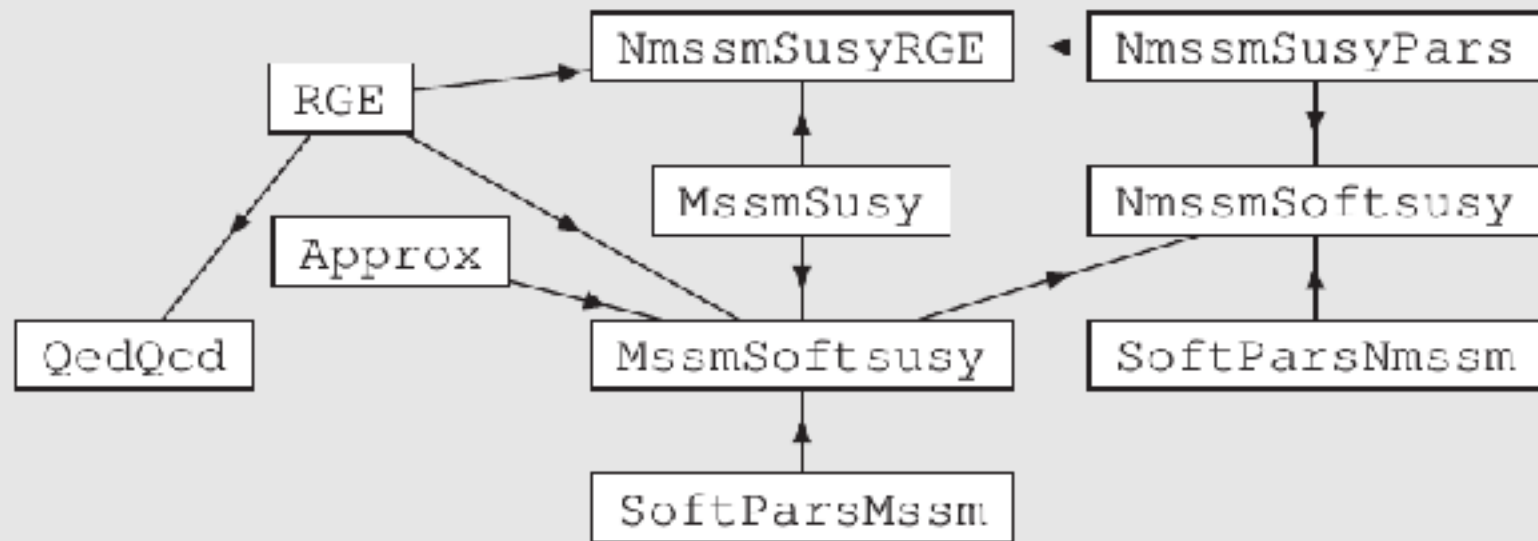 NmssmSusyRGE
NmssmSusyPars
RGE
MssmSusy
NmssmSoftsusy
Approx
QedQcd
MssmSoftsusy
SoftParsNmssm
SoftParsMssm